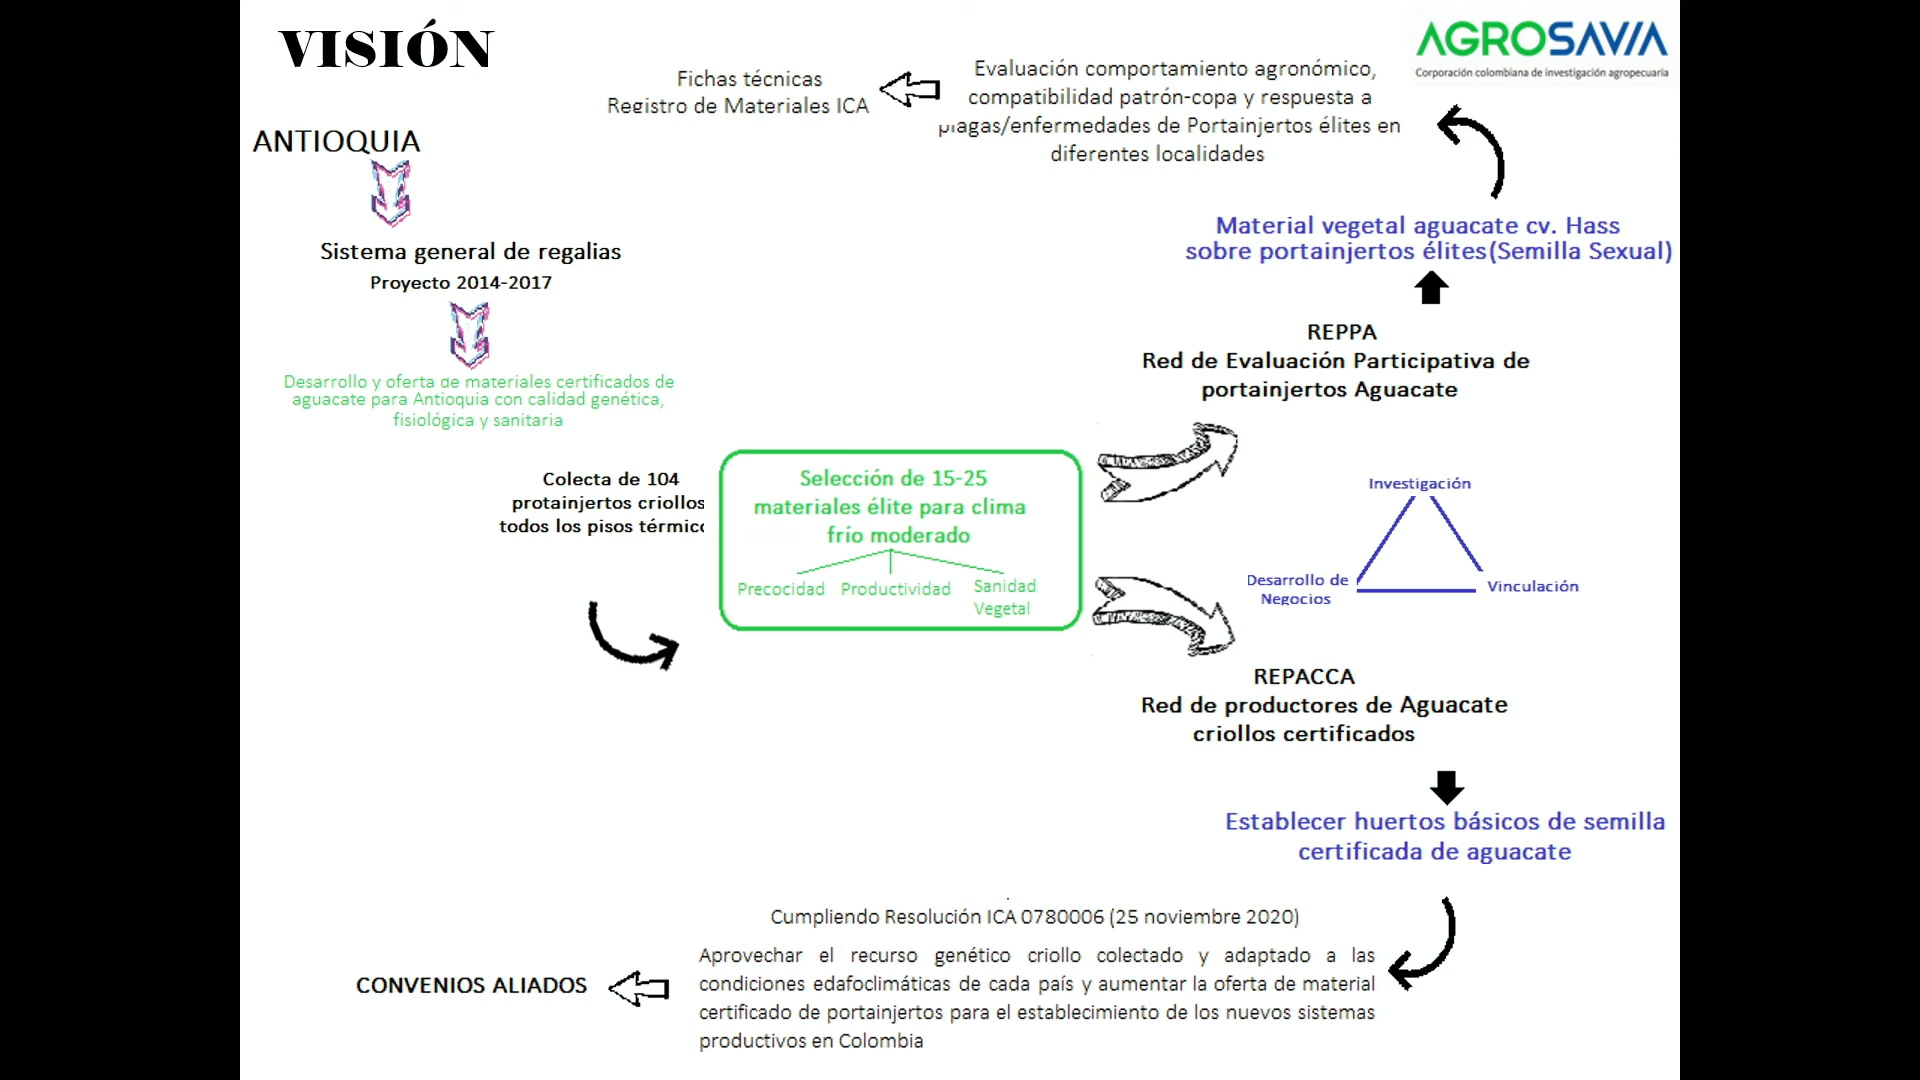 VISIÓN
AGROSAVIA
Corporación colombiana de investigación agropecuaria
Fichas técnicas
Registro de Materiales ICA
Evaluación comportamiento agronómico,
compatibilidad patrón-copa y respuesta a
plagas/enfermedades de Portainjertos élites en
diferentes localidades
ANTIOQUIA
Sistema general de regalias
Proyecto 2014-2017
Desarrollo y oferta de materiales certificados de
aguacate para Antioquia con calidad genética,
fisiológica y sanitaria
Colecta de 104
protainjertos criollos
todos los pisos térmico
Selección de 15-25
materiales élite para clima
frío moderado
Precocidad Productividad Sanidad
Vegetal
Material vegetal aguacate cv. Hass
sobre portainjertos élites(Semilla Sexual)
REPPA
Red de Evaluación Participativa de
portainjertos Aguacate
Investigación
Desarrollo de
Negocios
Vinculación
REPACCA
Red de productores de Aguacate
criollos certificados
Establecer huertos básicos de semilla
certificada de aguacate
Cumpliendo Resolución ICA 0780006 (25 noviembre 2020)
Aprovechar el recurso genético criollo colectado y adaptado a las
condiciones edafoclimáticas de cada país y aumentar la oferta de material
certificado de portainjertos para el establecimiento de los nuevos sistemas
productivos en Colombia
CONVENIOS ALIADOS